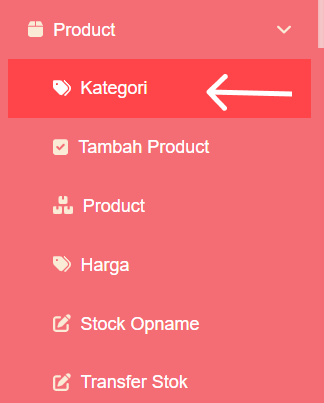 Product
Kategori
Tambah Product
Product
Harga
Stock Opname
Transfer Stok